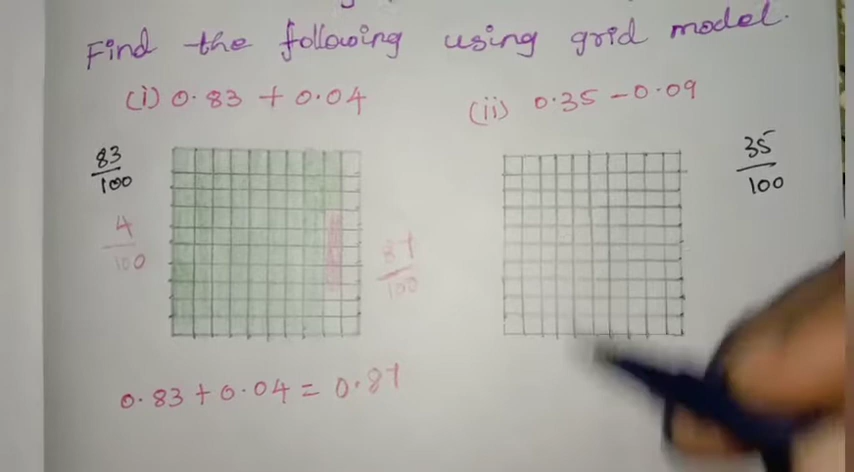 Find the following using grid model.
(i) 0.83 + 0.04
(ii) 0.35 - 0.09
83
100
4
100
87
100
35
100
0.83 + 0.04 = 0.87